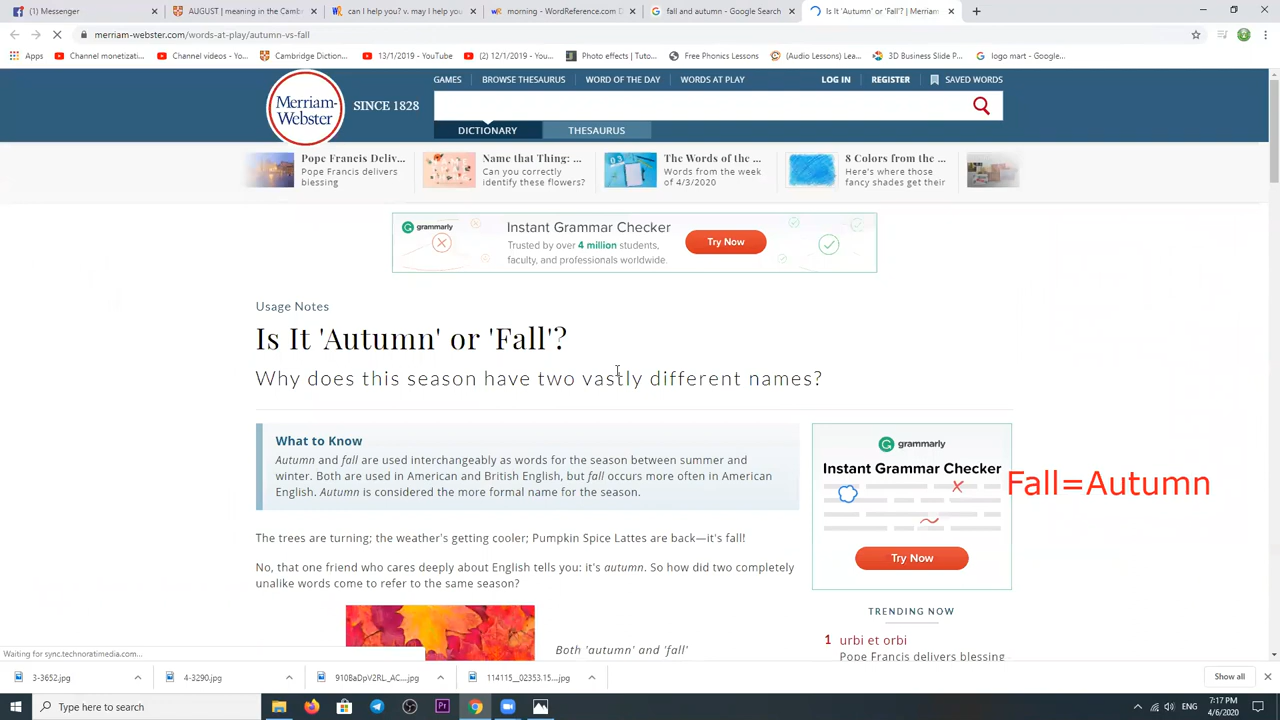 (1) Messenger
AUGUST | meaning in the Camb
can I help you? v. may I help you
morning - WordReference.com D
fall and autumn - Google Search
Is It 'Autumn' or 'Fall'? | Merriam
merriam-webster.com/words-at-play/autumn-vs-fall
Apps
Channel monetizati...
Cambridge Diction...
13/1/2019 - YouTube
(2) 12/1/2019) - YouT...
Photo effects | Tuto...
Free Phonics Lessons
(Audio Lessons) Lea...
3D Business Slide P...
logo mart - Google...
GAMES
BROWSE THESAURUS
WORD OF THE DAY
WORDS AT PLAY
LOG IN
REGISTER
SAVED WORDS
Merriam-
Webster
SINCE 1828
DICTIONARY
THESAURUS
Pope Francis Deliv...
Pope Francis delivers
blessing
Name that Thing: ...
Can you correctly
identify these flowers?
The Words of the ...
Words from the week
of 4/3/2020
8 Colors from the ...
Here's where those
fancy shades get their
grammarly
Instant Grammar Checker
Trusted by over 4 million students,
faculty, and professionals worldwide.
Try Now
Usage Notes
Is It 'Autumn' or 'Fall'?
Why does this season have two vastly different names?
What to Know
Autumn and fall are used interchangeably as words for the season between summer and
winter. Both are used in American and British English, but fall occurs more often in American
English. Autumn is considered the more formal name for the season.
grammarly
Instant Grammar Checker
Try Now
Fall=Autumn
The trees are turning; the weather's getting cooler; Pumpkin Spice Lattes are back—it's fall!
No, that one friend who cares deeply about English tells you: it's autumn. So how did two completely
unalike words come to refer to the same season?
Both 'autumn' and 'fall'
TRENDING NOW
1 urbi et orbi
Pope Francis delivers blessing
Waiting for sync.technoratimedia.com...
3-3652.jpg
4-3290.jpg
910BaDpV2RL._AC....jpg
114115__02353.15....jpg
Show all
Type here to search
ENG
7:17 PM
4/6/2020